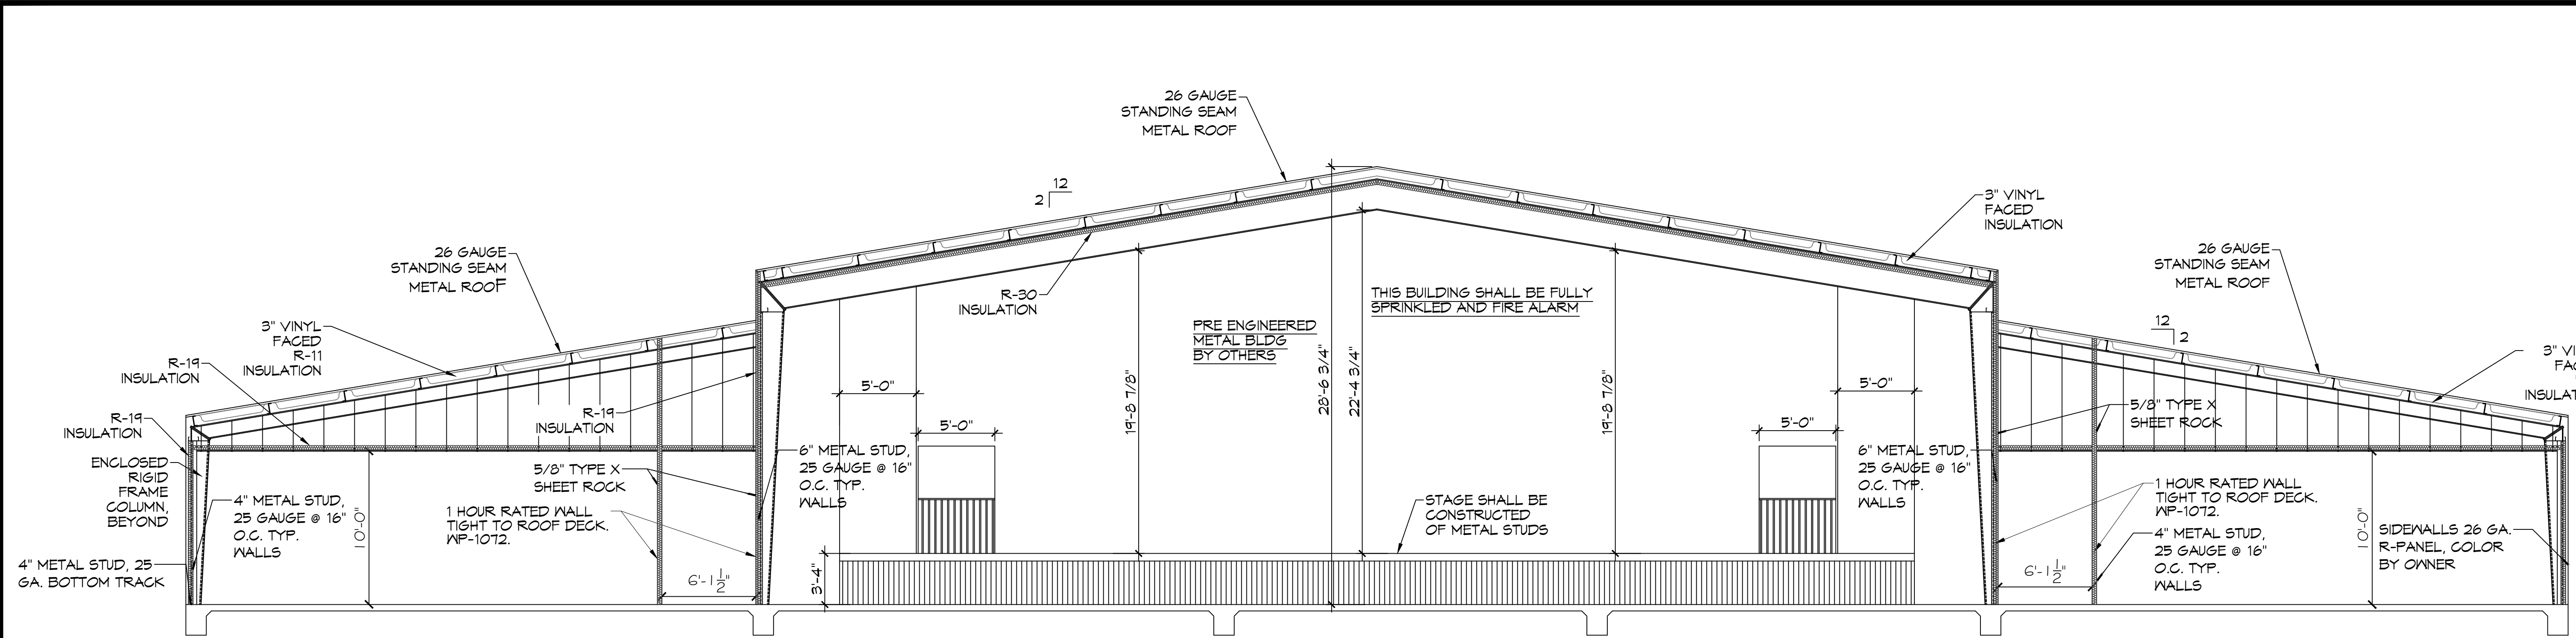 26 GAUGE
STANDING SEAM
METAL ROOF
12
2
3" VINYL
FACED
INSULATION
26 GAUGE
STANDING SEAM
METAL ROOF
26 GAUGE
STANDING SEAM
METAL ROOF
R-30
INSULATION
THIS BUILDING SHALL BE FULLY
SPRINKLED AND FIRE ALARM
PRE ENGINEERED
METAL BLDG
BY OTHERS
12
2
3" VINYL
FACED
R-11
INSULATION
R-19
INSULATION
R-19
INSULATION
R-19
INSULATION
3" VI
FA
INSULAT
5'-0"
5'-0"
5'-0"
5'-0"
19'-8 7/8"
28'-6 3/4"
22'-4 3/4"
19'-8 7/8"
ENCLOSED
RIGID
FRAME
COLUMN,
BEYOND
4" METAL STUD,
25 GAUGE @ 16"
O.C. TYP.
WALLS
10'-0"
5/8" TYPE X
SHEET ROCK
1 HOUR RATED WALL
TIGHT TO ROOF DECK.
WP-1072.
6" METAL STUD,
25 GAUGE @ 16"
O.C. TYP.
WALLS
STAGE SHALL BE
CONSTRUCTED
OF METAL STUDS
6" METAL STUD,
25 GAUGE @ 16"
O.C. TYP.
WALLS
5/8" TYPE X
SHEET ROCK
1 HOUR RATED WALL
TIGHT TO ROOF DECK.
WP-1072.
4" METAL STUD,
25 GAUGE @ 16"
O.C. TYP.
WALLS
10'-0"
SIDEWALLS 26 GA.
R-PANEL, COLOR
BY OWNER
4" METAL STUD, 25
GA. BOTTOM TRACK
6'-1 1/2"
3'-4"
6'-1 1/2"